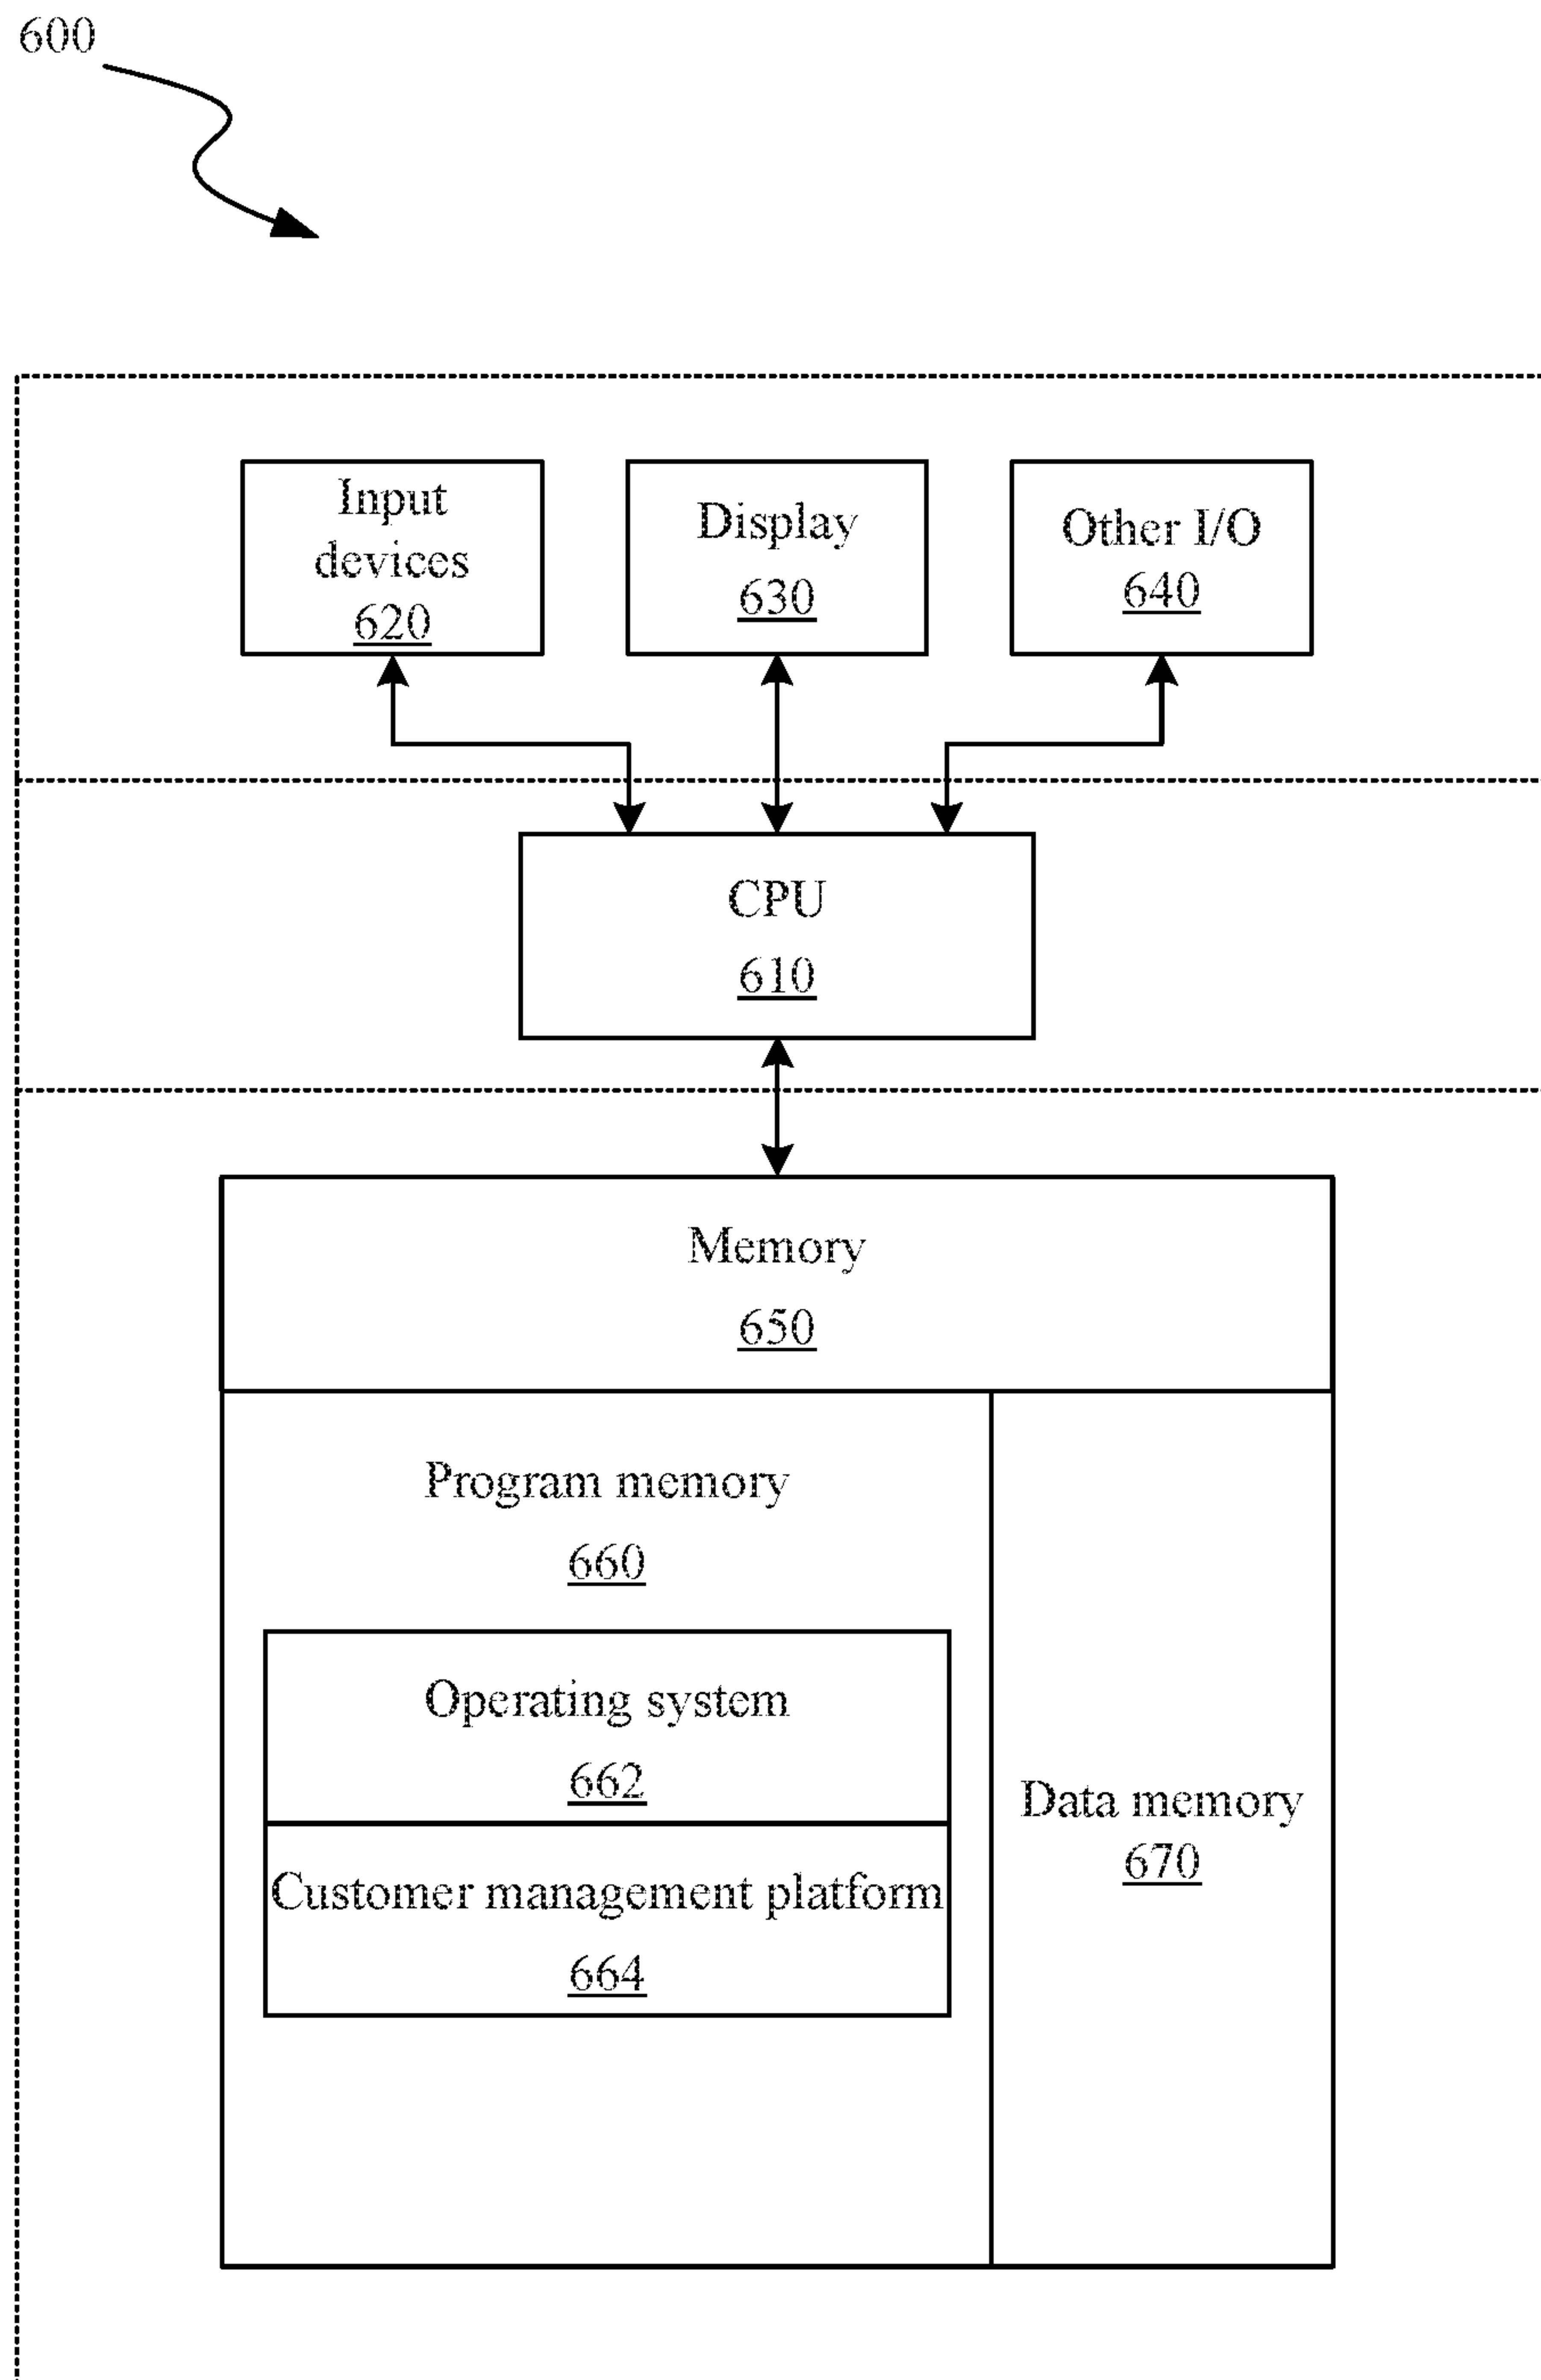 600
Input
devices
620
Display
630
Other I/O
640
CPU
610
Memory
650
Program memory
660
Operating system
662
Customer management platform
664
Data memory
670